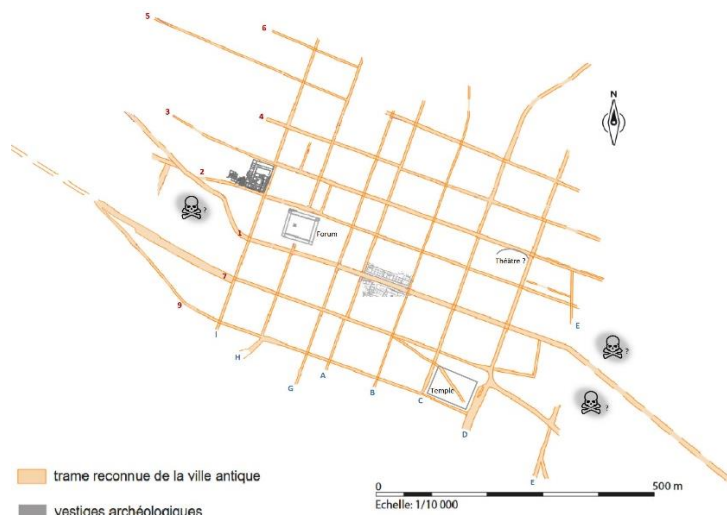 5
6
3
4
N
2
?
Forum
1
Théâtre ?
7
9
E
I
?
H
A
G
B
C
Temple
?
D
E
trame reconnue de la ville antique
0
500 m
Echelle: 1/10 000
vestiges archéologiques